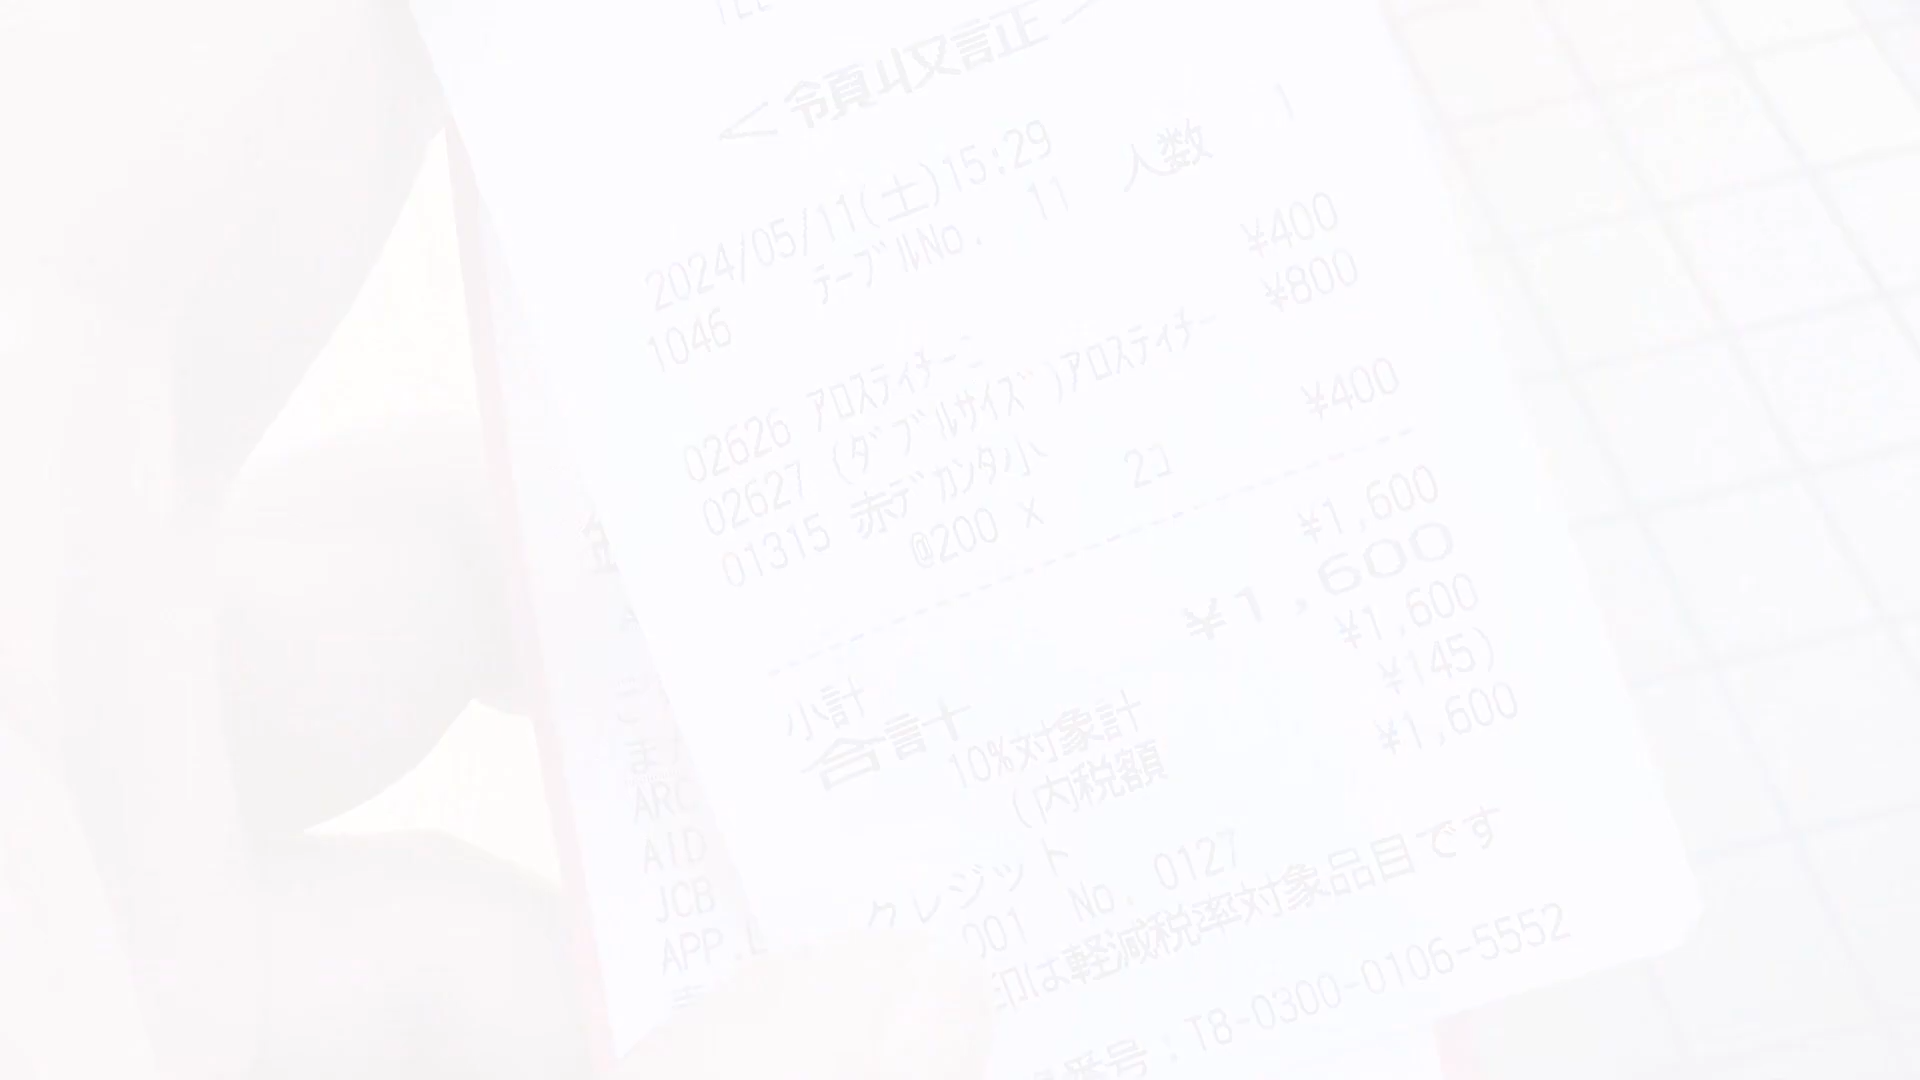 TEL
<領収証>
2024/05/11(土)15:29
1046 テーブルNo. 11 人数 1
02626 アロスティチーニ ¥400
02627 (ダブルサイズ)アロスティチー ¥800
01315 赤デカンタ小
@200 x 2コ ¥400
小計 ¥1,600
合計 ¥1,600
10%対象計 ¥1,600
(内税額 ¥145)
クレジット ¥1,600
001 No. 0127
印は軽減税率対象品目です
番号:T8-0300-0106-5552
ARC
AID
JCB
APP.L